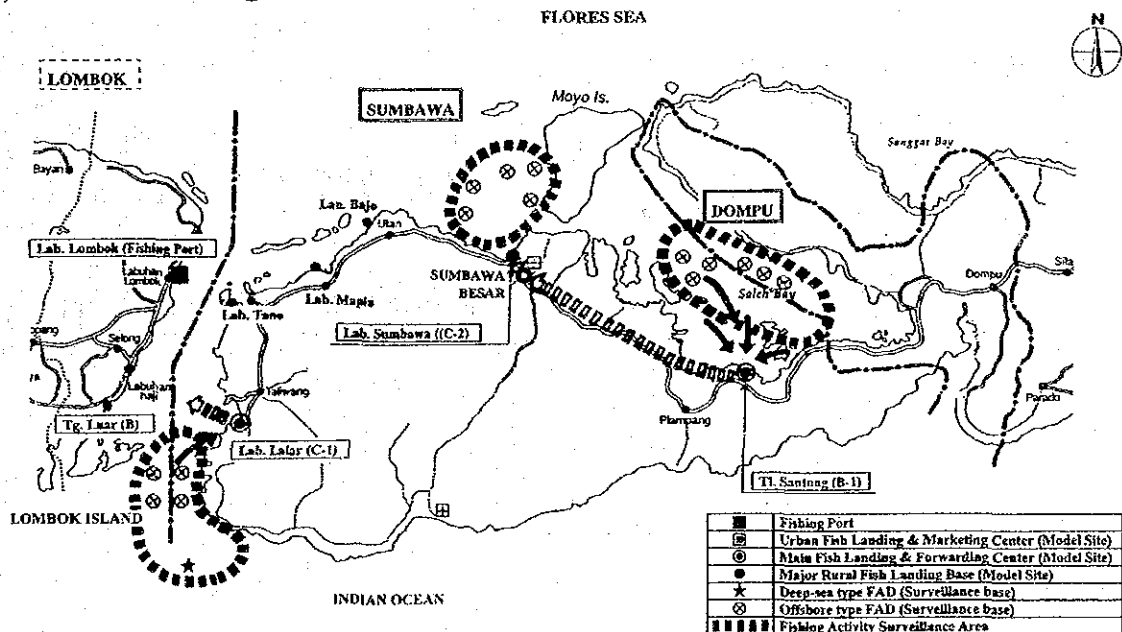 FLORES SEA
N
LOMBOK
SUMBAWA
Moyo Is.
Sanggar Bay
Bayan
Lan. Bajo
Utan
DOMPU
Lab. Lombok (Fishing Port)
Labuhan
Lombok
SUMBAWA
BESAR
Saleh Bay
Dompu
Sila
Lab. Mapin
Lab. Tano
Lab. Sumbawa ((C-2)
Selong
Labuhan
haji
Taliwang
Plampang
Parado
Tg. Luar (B)
Lab. Lalar (C-1)
Tl. Santong (B-1)
LOMBOK ISLAND
INDIAN OCEAN
Fishing Port
Urban Fish Landing & Marketing Center (Model Site)
Main Fish Landing & Forwarding Center (Model Site)
Major Rural Fish Landing Base (Model Site)
Deep-sea type FAD (Surveillance base)
Offshore type FAD (Surveillance base)
Fishing Activity Surveillance Area